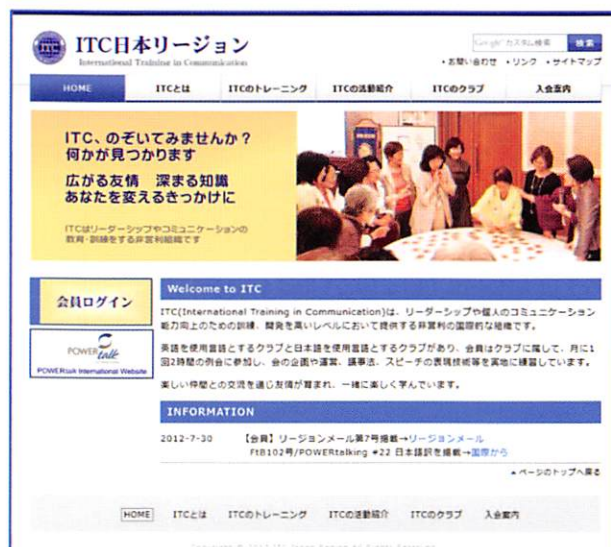 ITC日本リージョン
International Training in Communication
カスタム検索
検索
・お問い合わせ ・リンク ・サイトマップ
HOME ITCとは ITCのトレーニング ITCの活動紹介 ITCのクラブ 入会案内
ITC、のぞいてみませんか？
何かが見つかります
広がる友情 深まる知識
あなたを変えるきっかけに
ITCはリーダーシップやコミュニケーションの
教育・訓練をする非営利組織です
会員ログイン
POWERtalk
POWERtalk International Website
Welcome to ITC
ITC(International Training in Communication)は、リーダーシップや個人のコミュニケーション
能力向上のための訓練、開発を高いレベルにおいて提供する非営利の国際的な組織です。
英語を使用言語とするクラブと日本語を使用言語とするクラブがあり、会員はクラブに属して、月に1
回2時間の例会に参加し、会の企画や運営、議事法、スピーチの表現技術等を実地に練習しています。
楽しい仲間との交流を通じ友情が育まれ、一緒に楽しく学んでいます。
INFORMATION
2012-7-30 【会員】リージョンメール第7号掲載→リージョンメール
FtB102号/POWERtalking #22 日本語訳を掲載→国際から
▲ページのトップへ戻る
HOME ITCとは ITCのトレーニング ITCの活動紹介 ITCのクラブ 入会案内